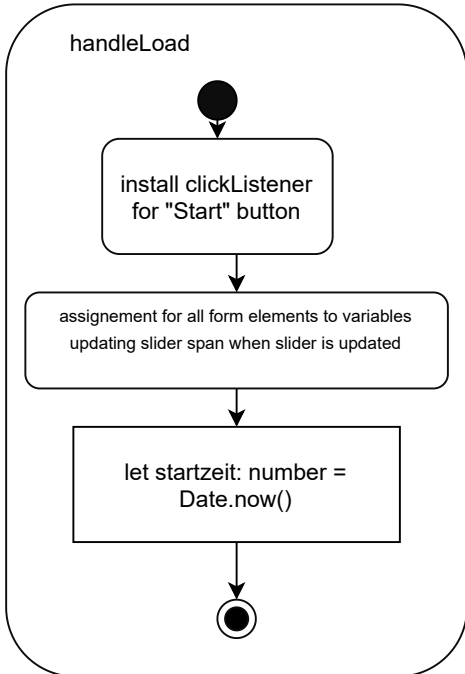 handleLoad
install clickListener
for "Start" button
assignement for all form elements to variables
updating slider span when slider is updated
let startzeit: number =
Date.now()